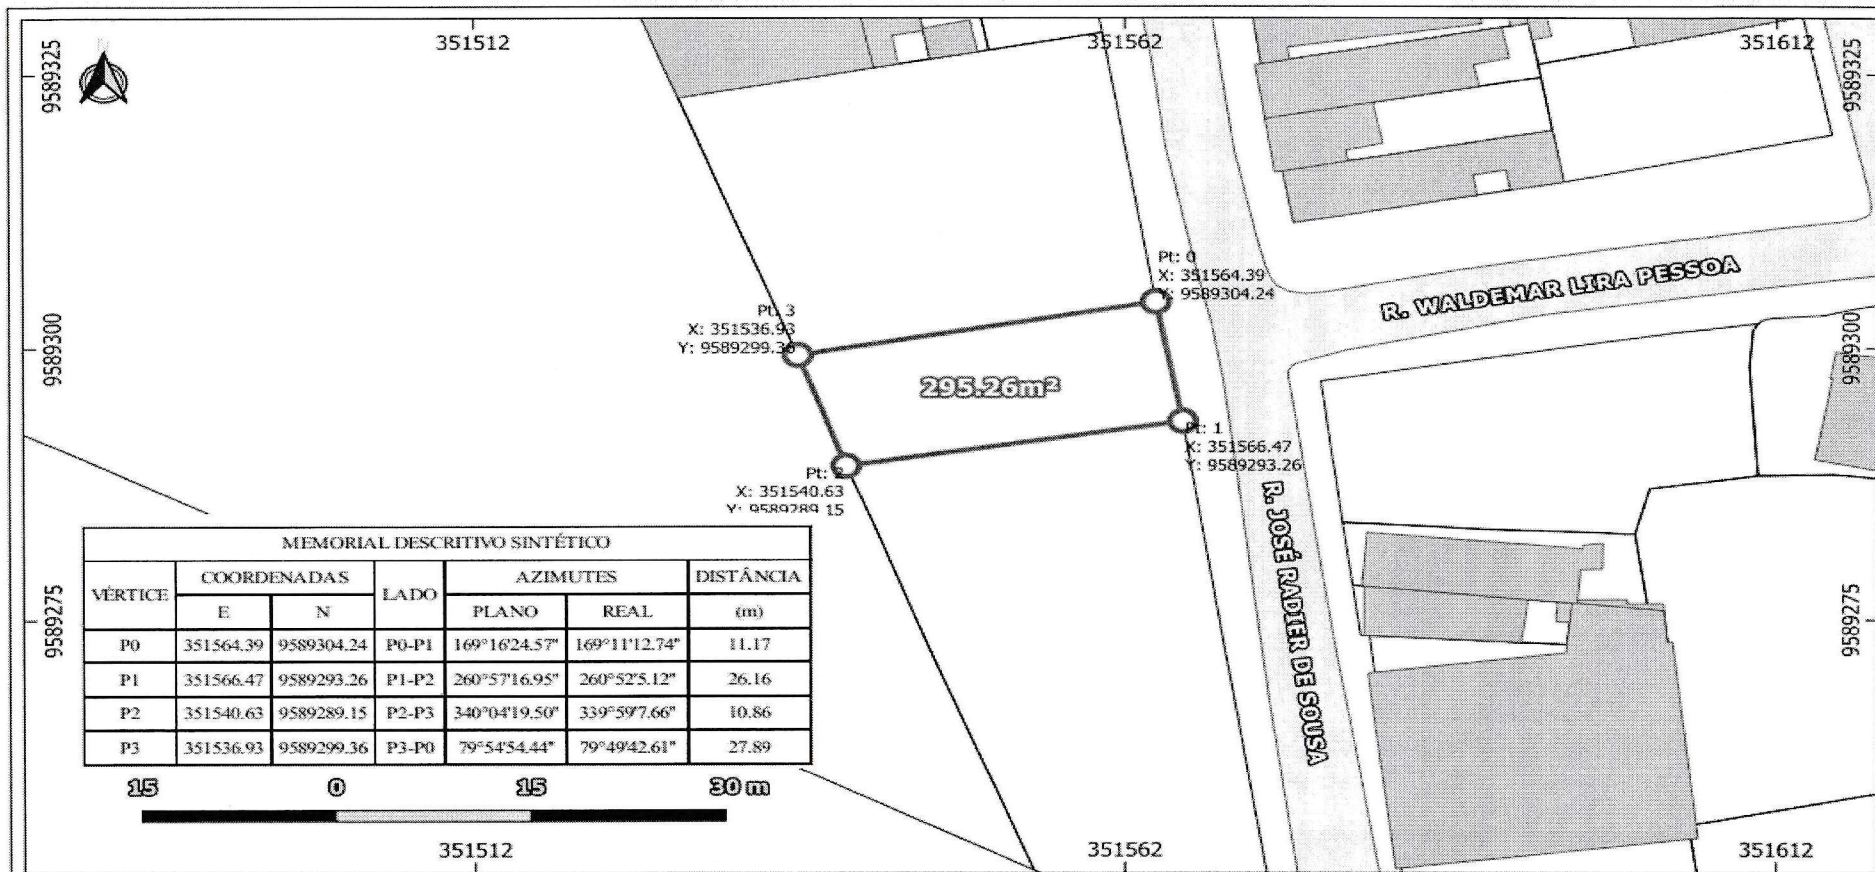 N
351512
351562
351612
9589325
9589325
Pt: 0
X: 351564.39
Y: 9589304.24
R. WALDEMAR LIRA PESSOA
Pt: 3
X: 351536.93
Y: 9589299.36
9589300
9589300
295.26m²
Pt: 1
X: 351566.47
Y: 9589293.26
Pt: 2
X: 351540.63
Y: 9589289.15
R. JOSÉ RADIER DE SOUSA
9589275
9589275
MEMORIAL DESCRITIVO SINTÉTICO
VÉRTICE COORDENADAS LADO AZIMUTES DISTÂNCIA
E N PLANO REAL (m)
P0 351564.39 9589304.24 P0-P1 169°16'24.57" 169°11'12.74" 11.17
P1 351566.47 9589293.26 P1-P2 260°57'16.95" 260°52'5.12" 26.16
P2 351540.63 9589289.15 P2-P3 340°04'19.50" 339°59'7.66" 10.86
P3 351536.93 9589299.36 P3-P0 79°54'54.44" 79°49'42.61" 27.89
15 0 15 30 m
351512
351562
351612